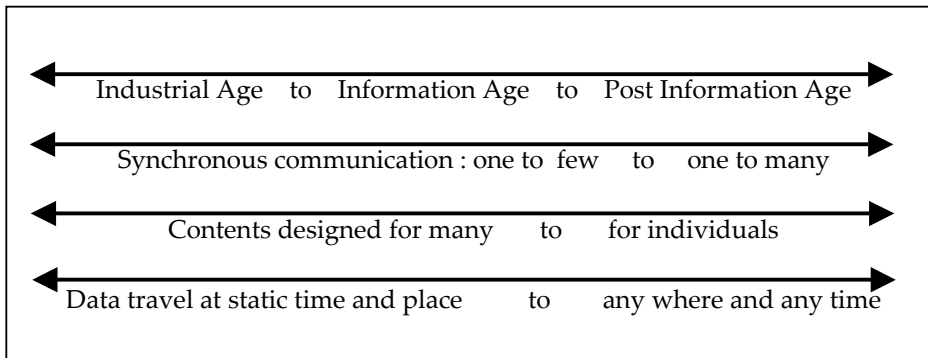 Industrial Age to Information Age to Post Information Age
Synchronous communication : one to few to one to many
Contents designed for many to for individuals
Data travel at static time and place to any where and any time